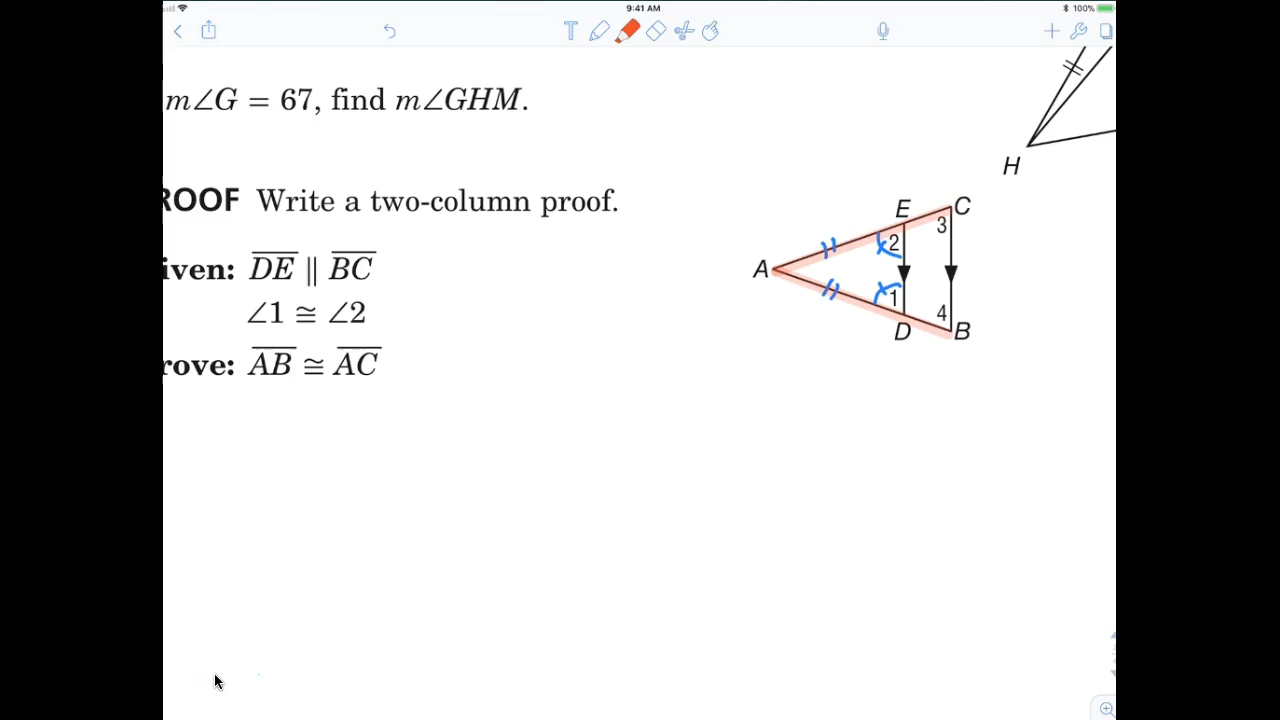 9:41 AM
100%
m∠G = 67, find m∠GHM.
H
ROOF Write a two-column proof.
iven: DE ∥ BC
∠1 ≅ ∠2
rove: AB ≅ AC
E C
2 3
A
1 4
D B